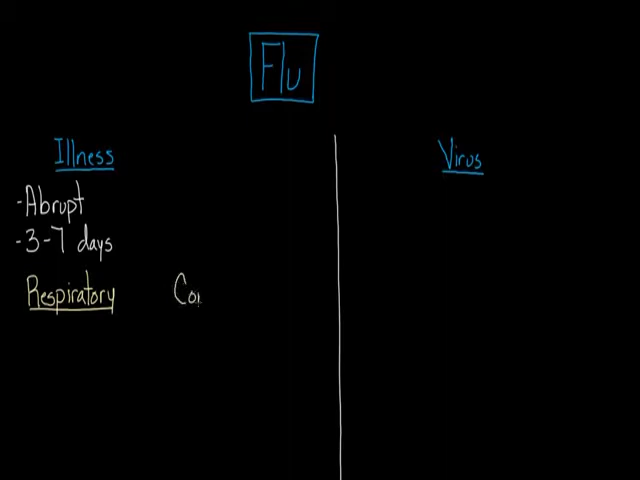 Flu
Illness
Virus
-Abrupt
-3-7 days
Respiratory